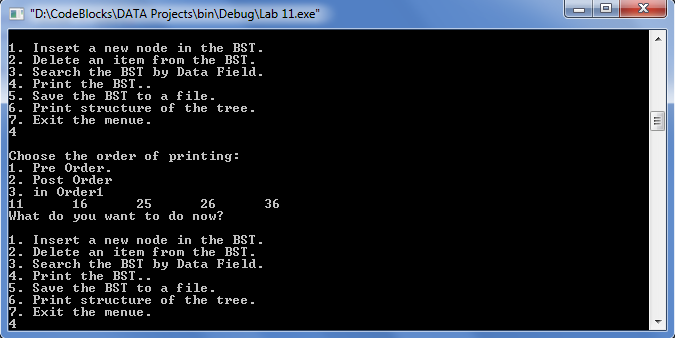 "D:\CodeBlocks\DATA Projects\bin\Debug\Lab 11.exe"
1. Insert a new node in the BST.
2. Delete an item from the BST.
3. Search the BST by Data Field.
4. Print the BST..
5. Save the BST to a file.
6. Print structure of the tree.
7. Exit the menue.
4
Choose the order of printing:
1. Pre Order.
2. Post Order
3. in Order1
11 16 25 26 36
What do you want to do now?
1. Insert a new node in the BST.
2. Delete an item from the BST.
3. Search the BST by Data Field.
4. Print the BST..
5. Save the BST to a file.
6. Print structure of the tree.
7. Exit the menue.
4